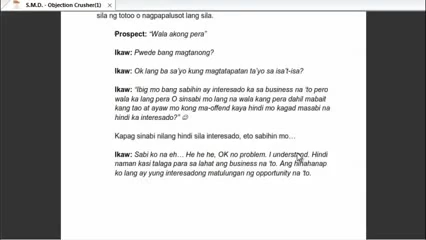 S.M.D. - Objection Crusher(1)
sila ng totoo o nagpapalusot lang sila.
Prospect: "Wala akong pera"
Ikaw: Pwede bang magtanong?
Ikaw: Ok lang ba sa'yo kung magtatapatan ta'yo sa isa't-isa?
Ikaw: "Ibig mo bang sabihin ay interesado ka sa business na 'to pero
wala ka lang pera O sinsabi mo lang na wala kang pera dahil mabait
kang tao at ayaw mo kong ma-offend kaya hindi mo kagad masabi na
hindi ka interesado?" ☺
Kapag sinabi nilang hindi sila interesado, eto sabihin mo...
Ikaw: Sabi ko na eh... He he he, OK no problem. I understood. Hindi
naman kasi talaga para sa lahat ang business na 'to. Ang hinahanap
ko lang ay yung interesadong matulungan ng opportunity na 'to.